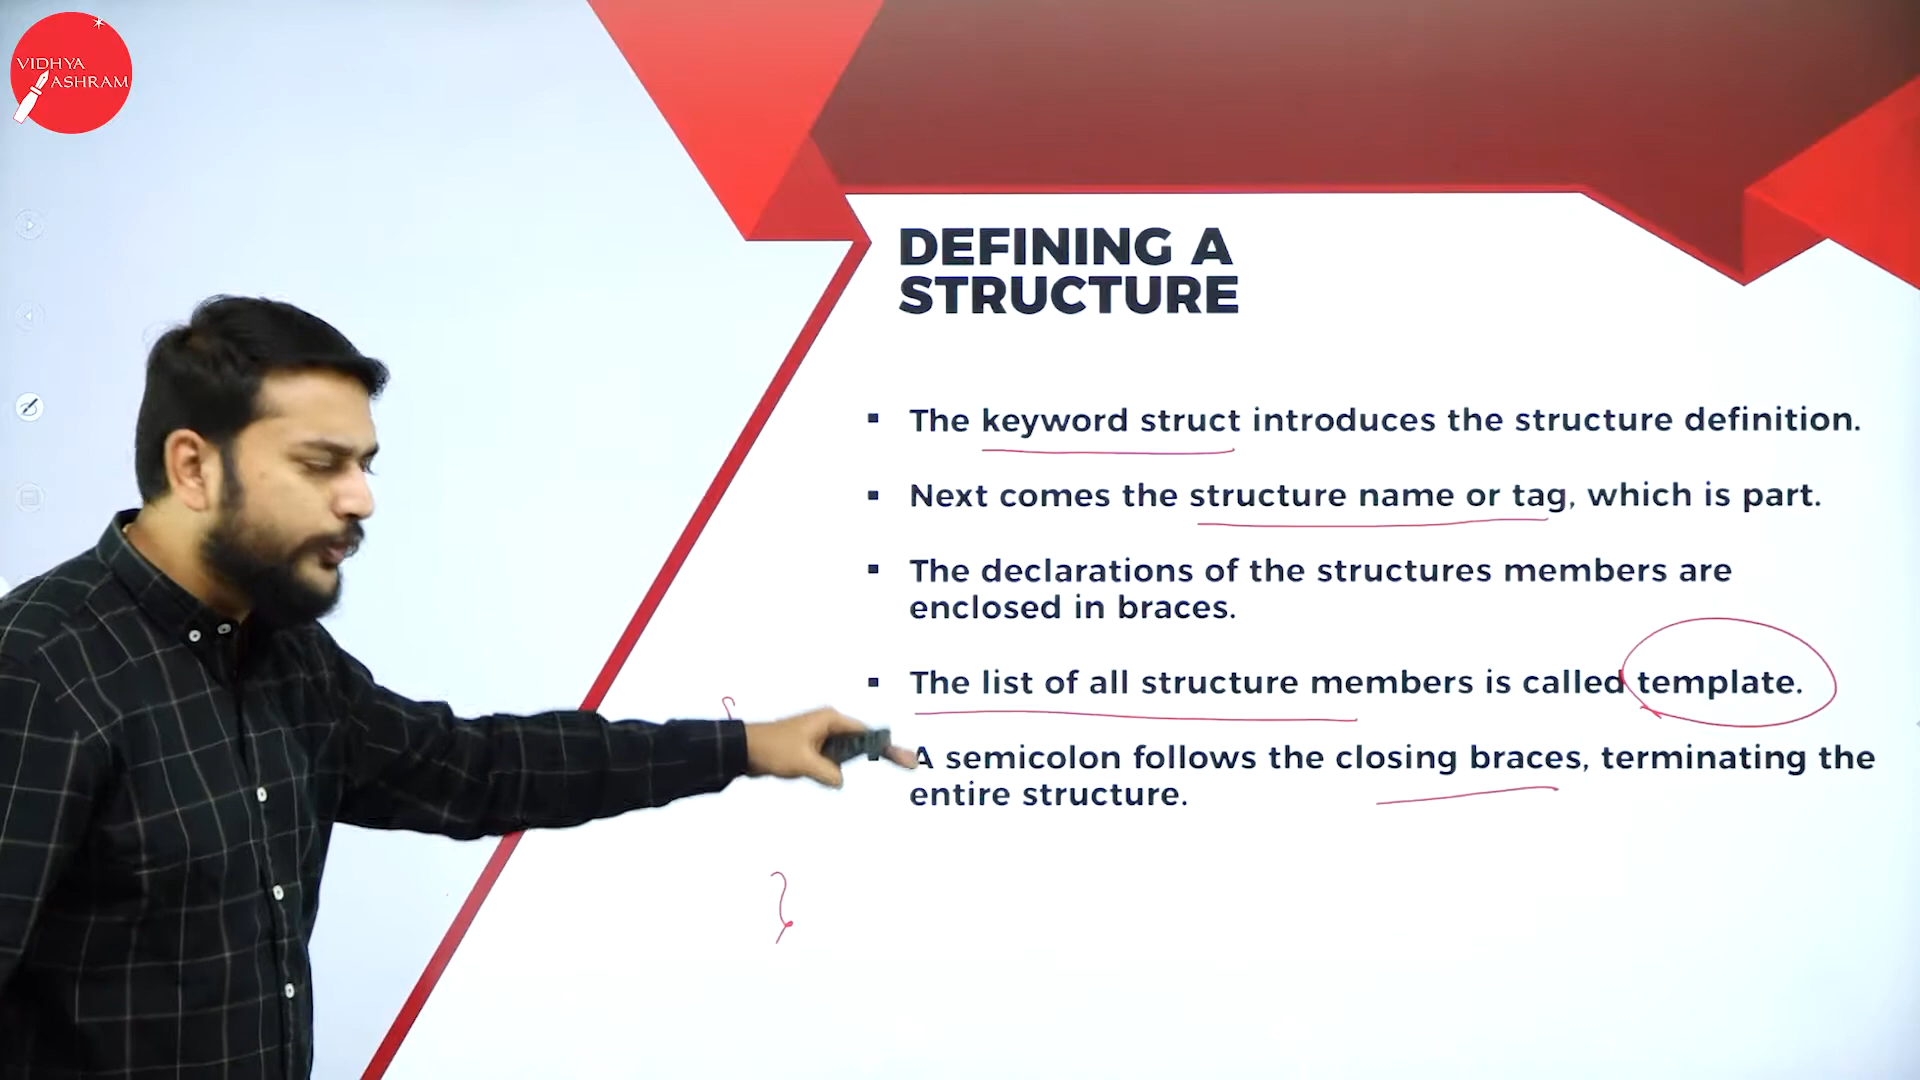 VIDHYA
ASHRAM
DEFINING A
STRUCTURE
▪ The keyword struct introduces the structure definition.
▪ Next comes the structure name or tag, which is part.
▪ The declarations of the structures members are
enclosed in braces.
▪ The list of all structure members is called template.
▪ A semicolon follows the closing braces, terminating the
entire structure.
}